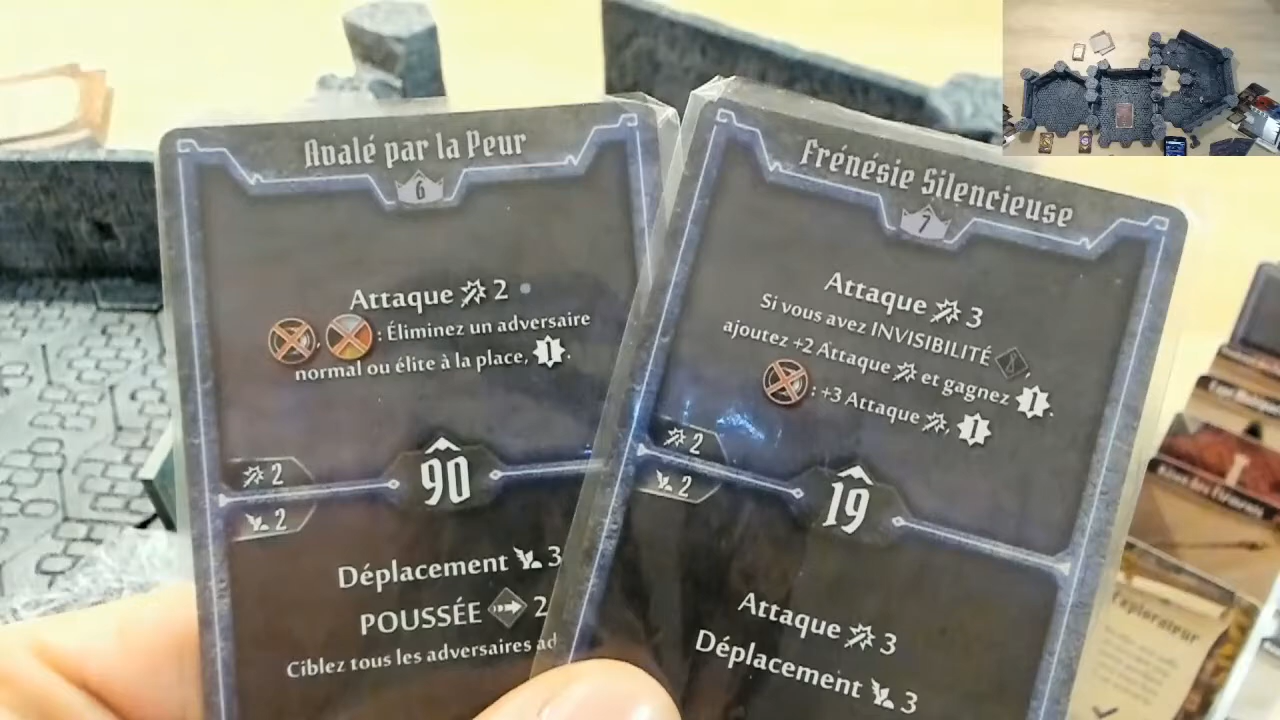 Avalé par la Peur
6
Attaque 2
: Éliminez un adversaire
normal ou élite à la place, 1.
2
90
2
Déplacement 3
POUSSÉE 2
Ciblez tous les adversaires ad
Frénésie Silencieuse
7
Attaque 3
Si vous avez INVISIBILITÉ ,
ajoutez +2 Attaque et gagnez 1.
: +3 Attaque , 1.
2
19
2
Attaque 3
Déplacement 3
Explorateur